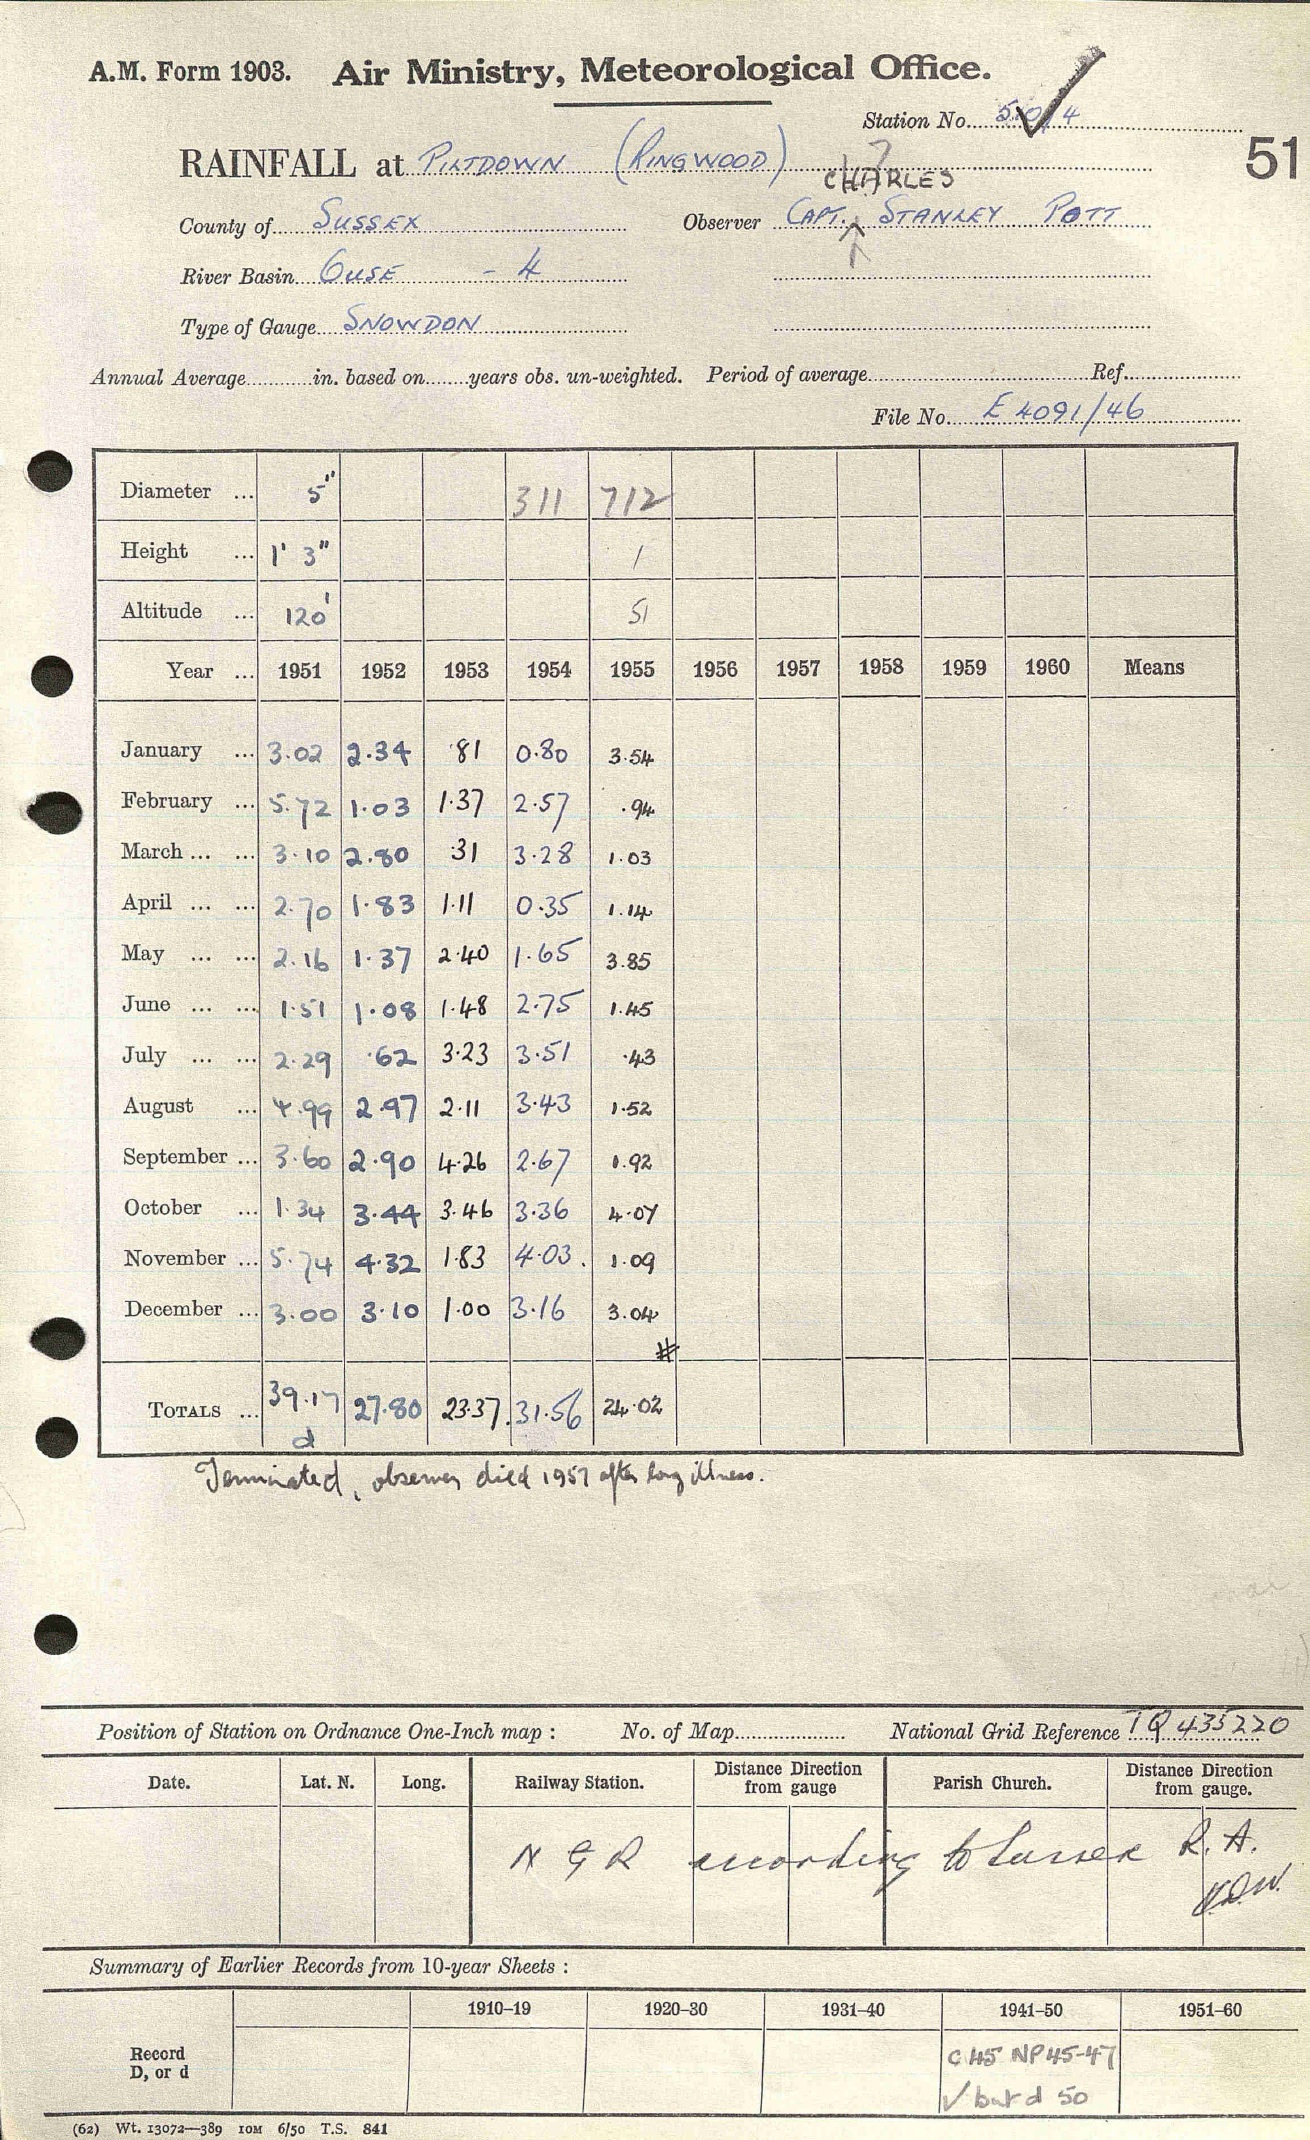 A.M. Form 1903. Air Ministry, Meteorological Office.
Station No.
51
RAINFALL at PILTDOWN (RINGWOOD)
CHARLES
County of SUSSEX Observer CAPT. STANLEY POTT
River Basin OUSE - 4
Type of Gauge SNOWDON
Annual Average in. based on years obs. un-weighted. Period of average Ref.
File No. E 4091/46
Diameter ... 5" 311 712
Height ... 1' 3" 1
Altitude ... 120' 51
Year ... 1951 1952 1953 1954 1955 1956 1957 1958 1959 1960 Means
January ... 3.02 2.34 .81 0.80 3.54
February ... 5.72 1.03 1.37 2.57 .94
March ... ... 3.10 2.80 .31 3.28 1.03
April ... ... 2.70 1.83 1.11 0.35 1.14
May ... ... 2.16 1.37 2.40 1.65 3.85
June ... ... 1.51 1.08 1.48 2.75 1.45
July ... ... 2.29 .62 3.23 3.51 .43
August ... 4.99 2.97 2.11 3.43 1.52
September ... 3.60 2.90 4.26 2.67 1.92
October ... 1.34 3.44 3.46 3.36 4.07
November ... 5.74 4.32 1.83 4.03. 1.09
December ... 3.00 3.10 1.00 3.16 3.04
#
TOTALS ... 39.17 27.80 23.37. 31.56 24.02
d
Terminated, observer died 1957 after long illness.
Position of Station on Ordnance One-Inch map : No. of Map National Grid Reference TQ 435220
Date. Lat. N. Long. Railway Station. Distance Direction from gauge Parish Church. Distance Direction from gauge.
N G R according to Sussex R.A.
Summary of Earlier Records from 10-year Sheets :
1910–19 1920–30 1931–40 1941–50 1951–60
Record
D, or d
C 45 NP 45-47
✓ but d 50
(62) Wt. 13072—389 10M 6/50 T.S. 841